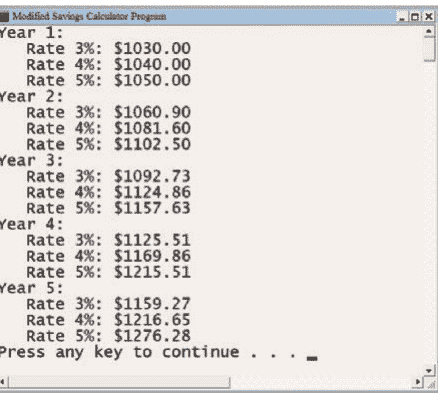 Modified Savings Calculator Program
Year 1:
Rate 3%: $1030.00
Rate 4%: $1040.00
Rate 5%: $1050.00
Year 2:
Rate 3%: $1060.90
Rate 4%: $1081.60
Rate 5%: $1102.50
Year 3:
Rate 3%: $1092.73
Rate 4%: $1124.86
Rate 5%: $1157.63
Year 4:
Rate 3%: $1125.51
Rate 4%: $1169.86
Rate 5%: $1215.51
Year 5:
Rate 3%: $1159.27
Rate 4%: $1216.65
Rate 5%: $1276.28
Press any key to continue . . . _